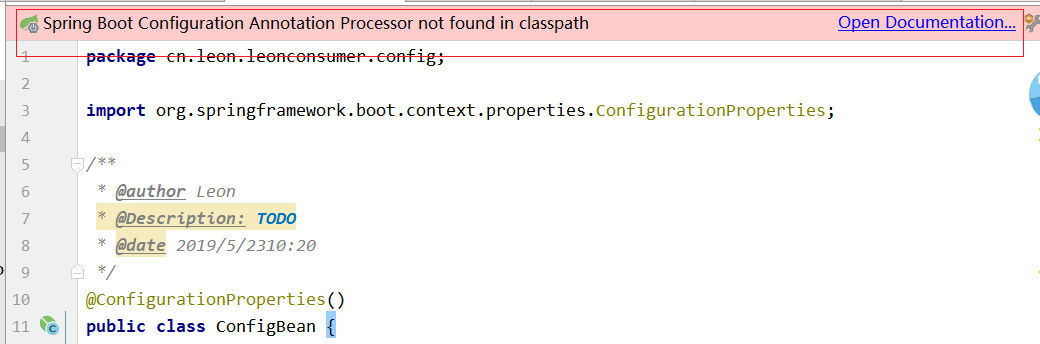 Spring Boot Configuration Annotation Processor not found in classpath Open Documentation...
1 package cn.leon.leonconsumer.config;
2
3 import org.springframework.boot.context.properties.ConfigurationProperties;
4
5 /**
6 * @author Leon
7 * @Description: TODO
8 * @date 2019/5/2310:20
9 */
10 @ConfigurationProperties()
11 public class ConfigBean {